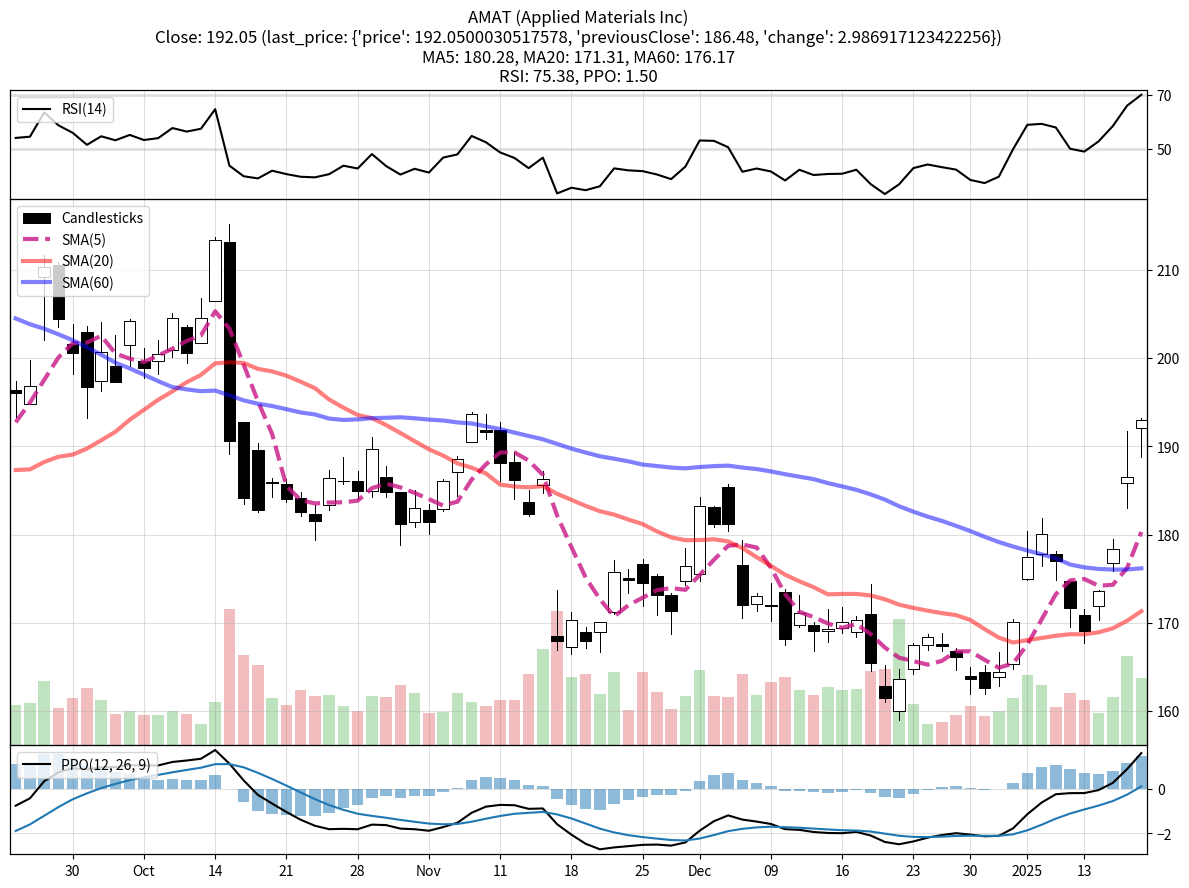 AMAT (Applied Materials Inc)
Close: 192.05 (last_price: {'price': 192.0500030517578, 'previousClose': 186.48, 'change': 2.986917123422256})
MA5: 180.28, MA20: 171.31, MA60: 176.17
RSI: 75.38, PPO: 1.50
RSI(14)
70
50
Candlesticks
SMA(5)
SMA(20)
SMA(60)
210
200
190
180
170
160
PPO(12, 26, 9)
0
−2
30 Oct 14 21 28 Nov 11 18 25 Dec 09 16 23 30 2025 13